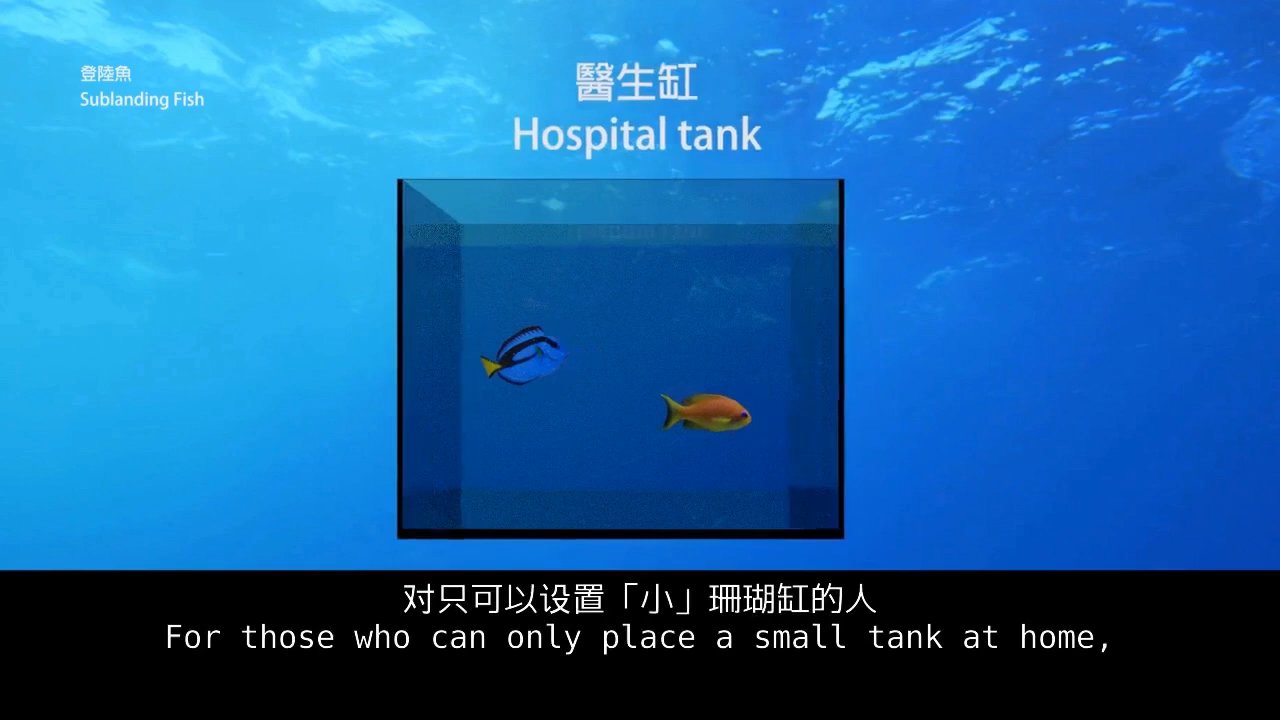 登陸魚
Sublanding Fish
醫生缸
Hospital tank
对只可以设置「小」珊瑚缸的人
For those who can only place a small tank at home,